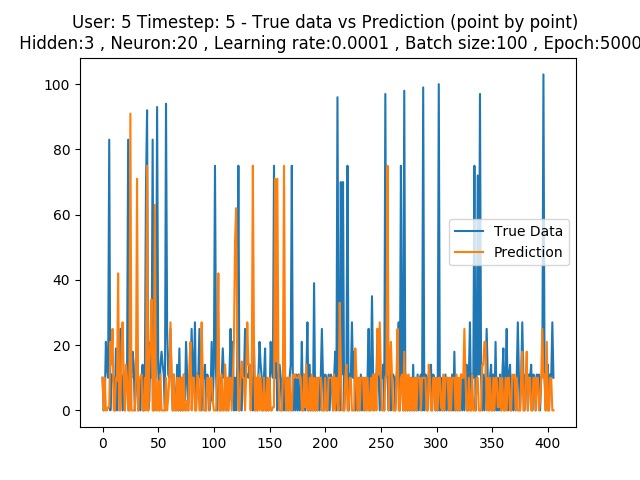 User: 5 Timestep: 5 - True data vs Prediction (point by point)
Hidden:3 , Neuron:20 , Learning rate:0.0001 , Batch size:100 , Epoch:5000
100
80
60
40
20
0
True Data
Prediction
0 50 100 150 200 250 300 350 400